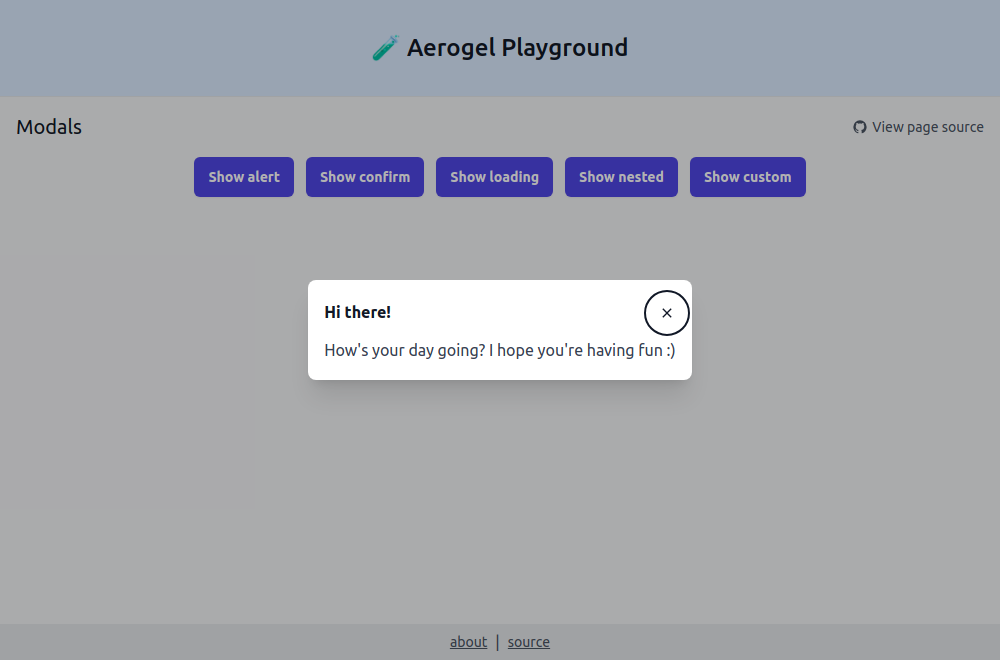 Aerogel Playground
Modals
View page source
Show alert Show confirm Show loading Show nested Show custom
Hi there!
How's your day going? I hope you're having fun :)
about | source